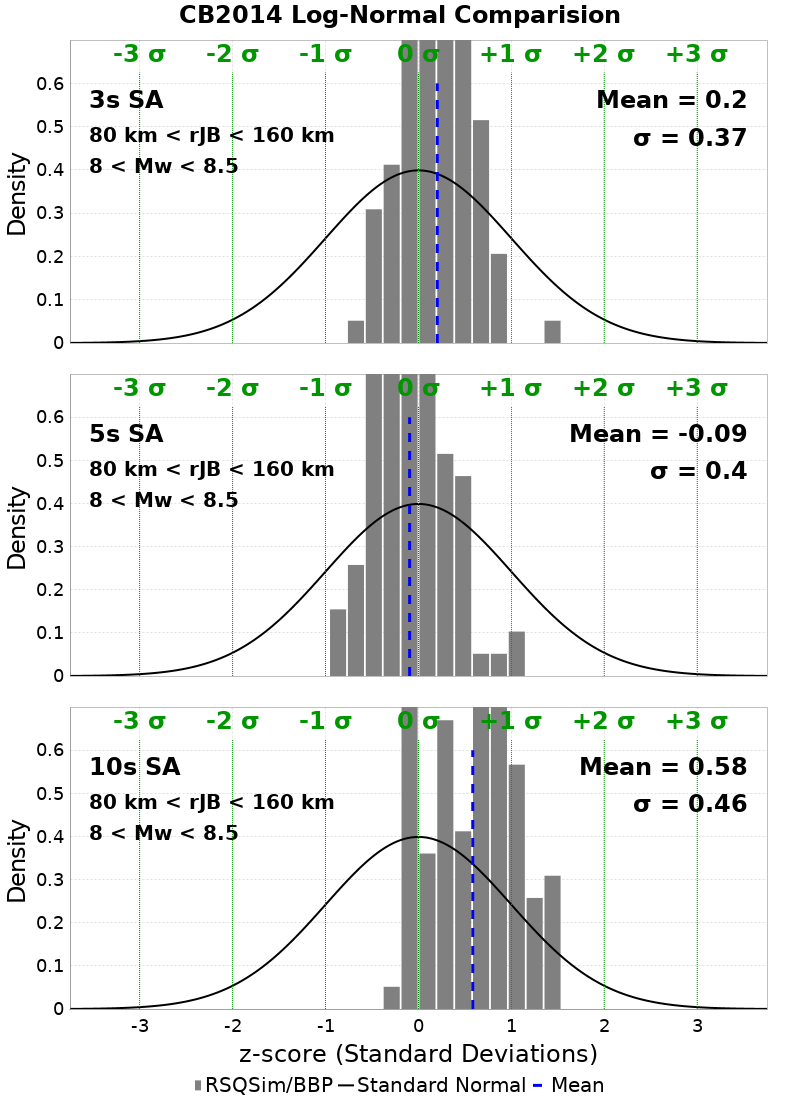 CB2014 Log-Normal Comparision
-3 σ -2 σ -1 σ 0 σ +1 σ +2 σ +3 σ
3s SA
80 km < rJB < 160 km
8 < Mw < 8.5
Mean = 0.2
σ = 0.37
Density
0.6
0.5
0.4
0.3
0.2
0.1
0
-3 σ -2 σ -1 σ 0 σ +1 σ +2 σ +3 σ
5s SA
80 km < rJB < 160 km
8 < Mw < 8.5
Mean = -0.09
σ = 0.4
Density
0.6
0.5
0.4
0.3
0.2
0.1
0
-3 σ -2 σ -1 σ 0 σ +1 σ +2 σ +3 σ
10s SA
80 km < rJB < 160 km
8 < Mw < 8.5
Mean = 0.58
σ = 0.46
Density
0.6
0.5
0.4
0.3
0.2
0.1
0
-3 -2 -1 0 1 2 3
z-score (Standard Deviations)
RSQSim/BBP Standard Normal Mean